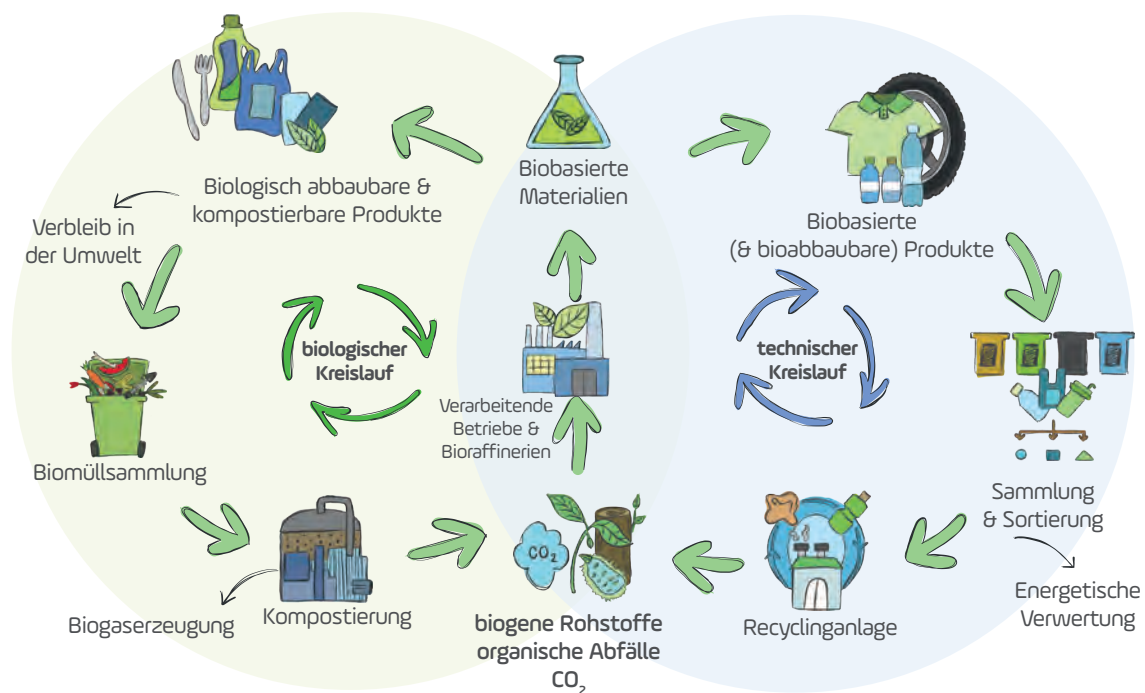 Biobasierte
Materialien
Biologisch abbaubare &
kompostierbare Produkte
Verbleib in
der Umwelt
Biobasierte
(& bioabbaubare) Produkte
biologischer
Kreislauf
technischer
Kreislauf
Verarbeitende
Betriebe &
Bioraffinerien
Biomüllsammlung
Sammlung
& Sortierung
CO₂
Kompostierung
Biogaserzeugung
biogene Rohstoffe
organische Abfälle
CO₂
Recyclinganlage
Energetische
Verwertung